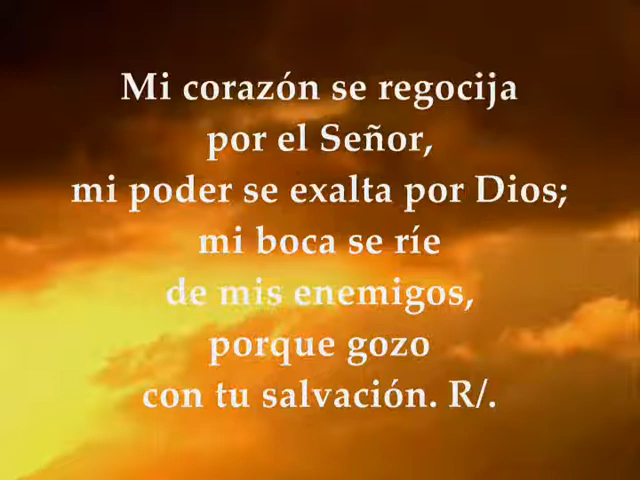 Mi corazón se regocija
por el Señor,
mi poder se exalta por Dios;
mi boca se ríe
de mis enemigos,
porque gozo
con tu salvación. R/.